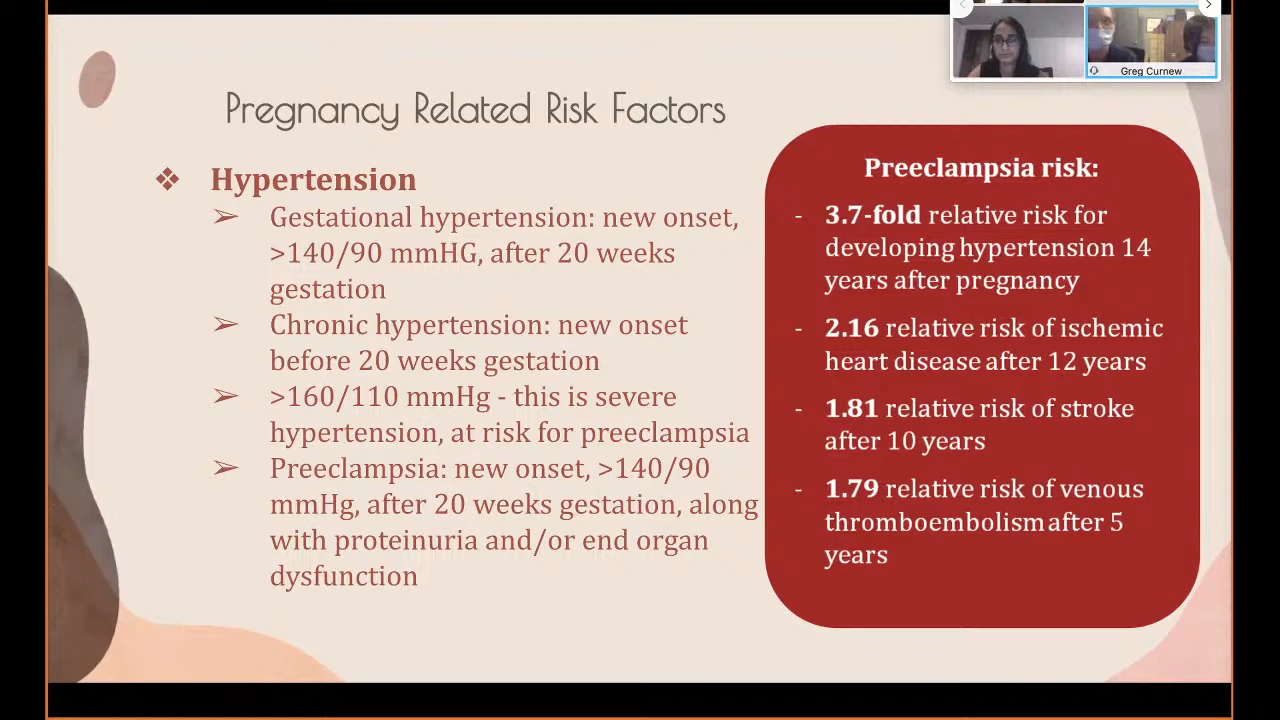 Greg Curnew
Pregnancy Related Risk Factors
❖ Hypertension
➢ Gestational hypertension: new onset,
>140/90 mmHG, after 20 weeks
gestation
➢ Chronic hypertension: new onset
before 20 weeks gestation
➢ >160/110 mmHg - this is severe
hypertension, at risk for preeclampsia
➢ Preeclampsia: new onset, >140/90
mmHg, after 20 weeks gestation, along
with proteinuria and/or end organ
dysfunction
Preeclampsia risk:
- 3.7-fold relative risk for
developing hypertension 14
years after pregnancy
- 2.16 relative risk of ischemic
heart disease after 12 years
- 1.81 relative risk of stroke
after 10 years
- 1.79 relative risk of venous
thromboembolism after 5
years